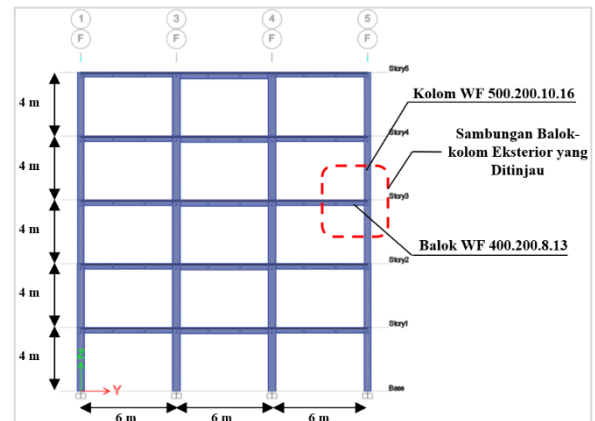 1 3 4 5
F F F F
Story5
4 m
Kolom WF 500.200.10.16
Story4
Sambungan Balok-
kolom Eksterior yang
Ditinjau
4 m
Story3
4 m
Balok WF 400.200.8.13
Story2
4 m
Story1
4 m
Z
Y
Base
6 m 6 m 6 m